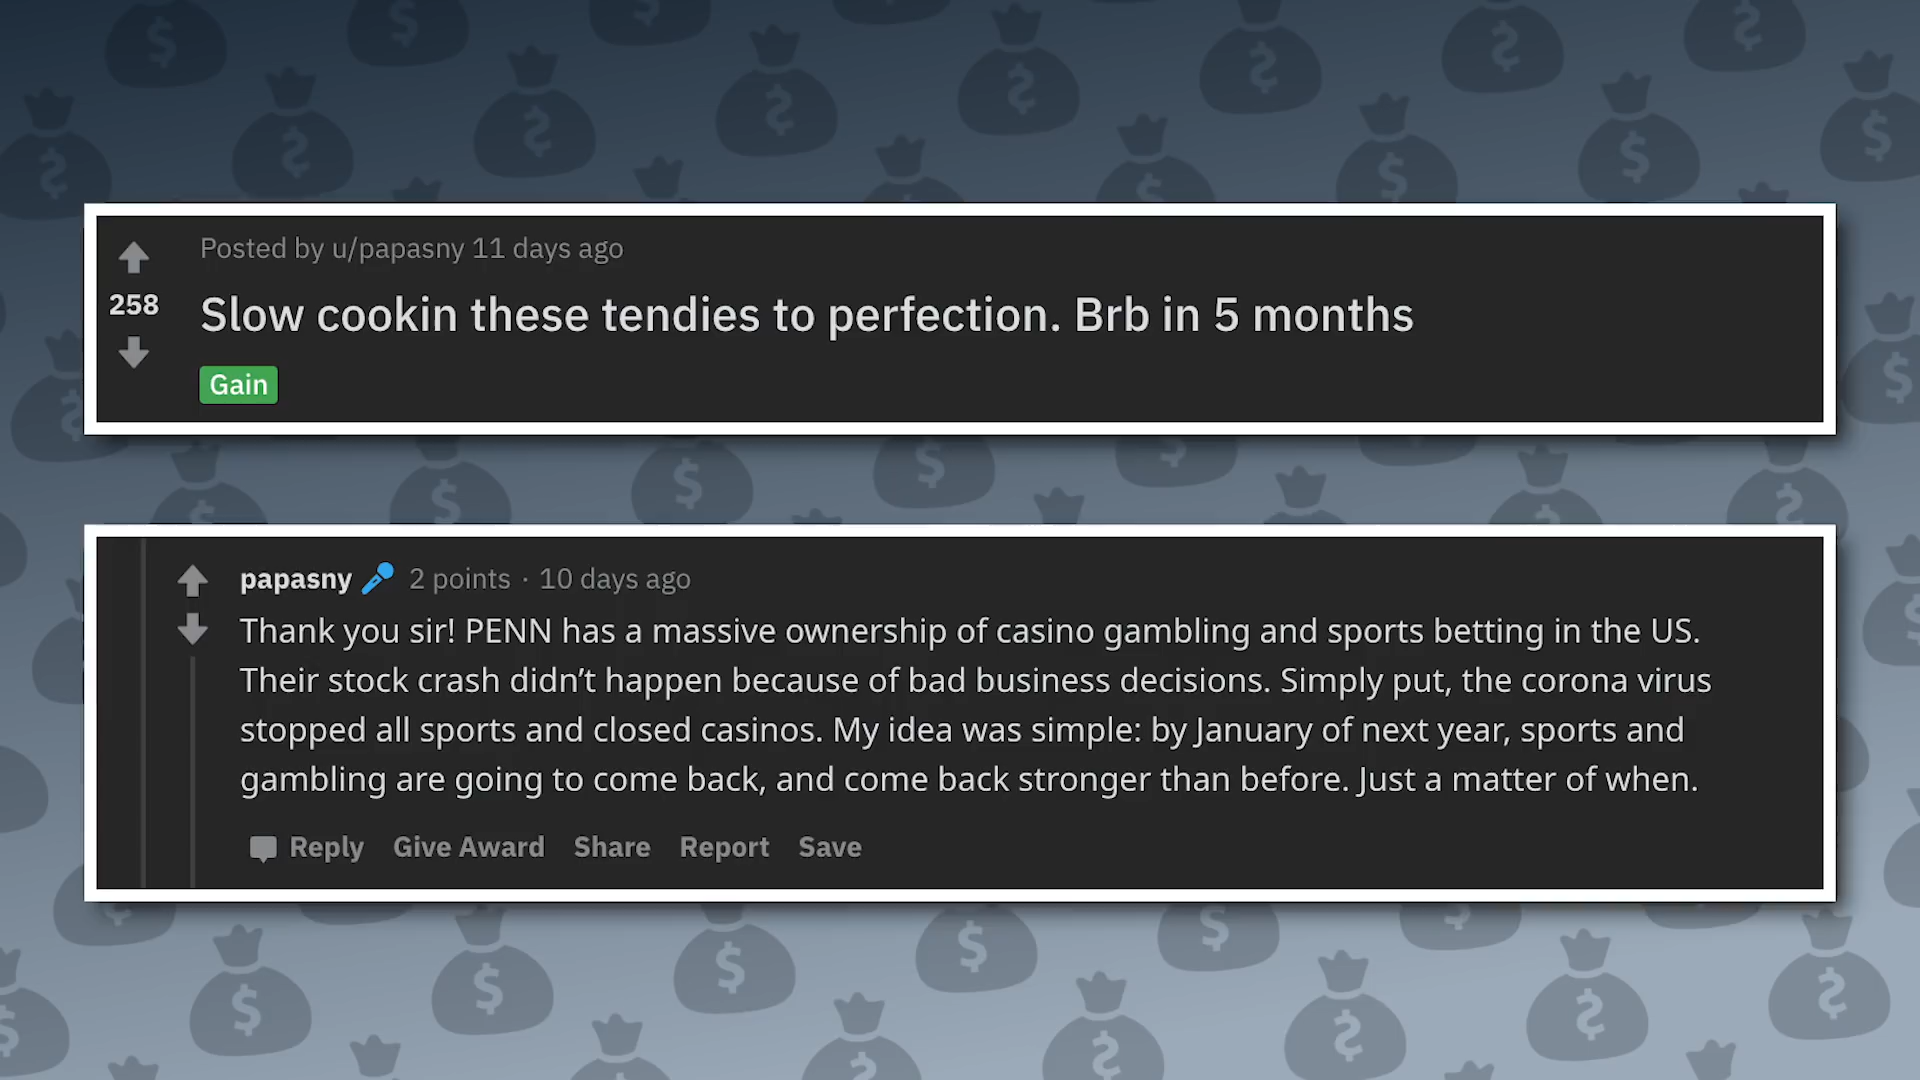 Posted by u/papasny 11 days ago
258
Slow cookin these tendies to perfection. Brb in 5 months
Gain
papasny 2 points · 10 days ago
Thank you sir! PENN has a massive ownership of casino gambling and sports betting in the US.
Their stock crash didn’t happen because of bad business decisions. Simply put, the corona virus
stopped all sports and closed casinos. My idea was simple: by January of next year, sports and
gambling are going to come back, and come back stronger than before. Just a matter of when.
Reply Give Award Share Report Save